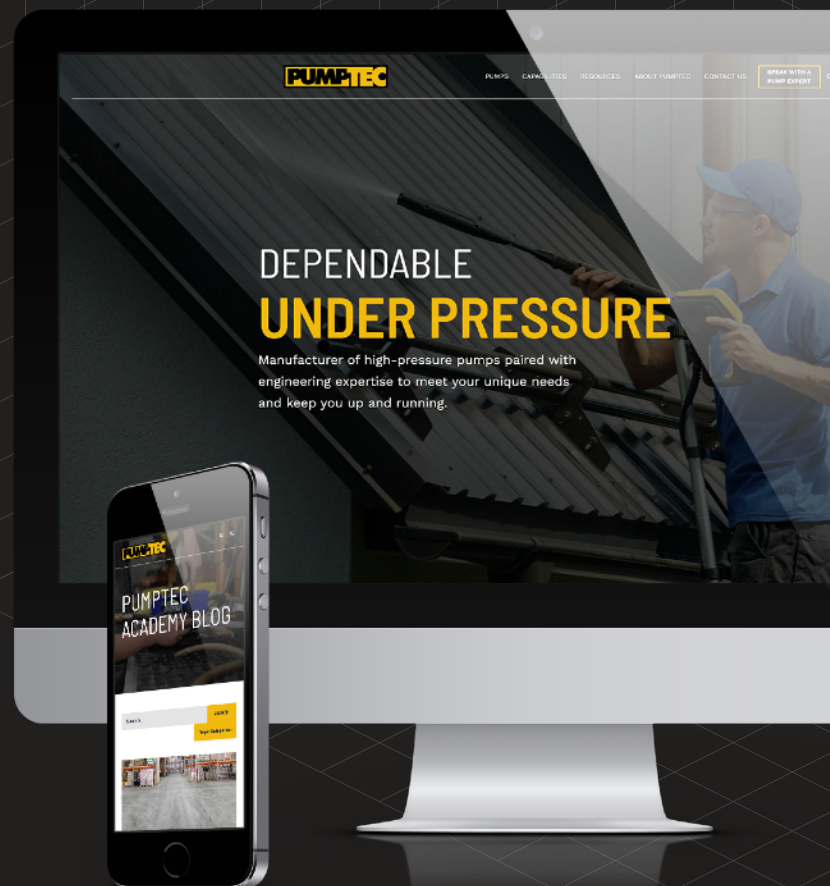 PUMPTEC
PUMPS CAPABILITIES RESOURCES ABOUT PUMPTEC CONTACT US
SPEAK WITH A
PUMP EXPERT
DEPENDABLE
UNDER PRESSURE
Manufacturer of high-pressure pumps paired with
engineering expertise to meet your unique needs
and keep you up and running.
PUMPTEC
PUMPTEC
ACADEMY BLOG